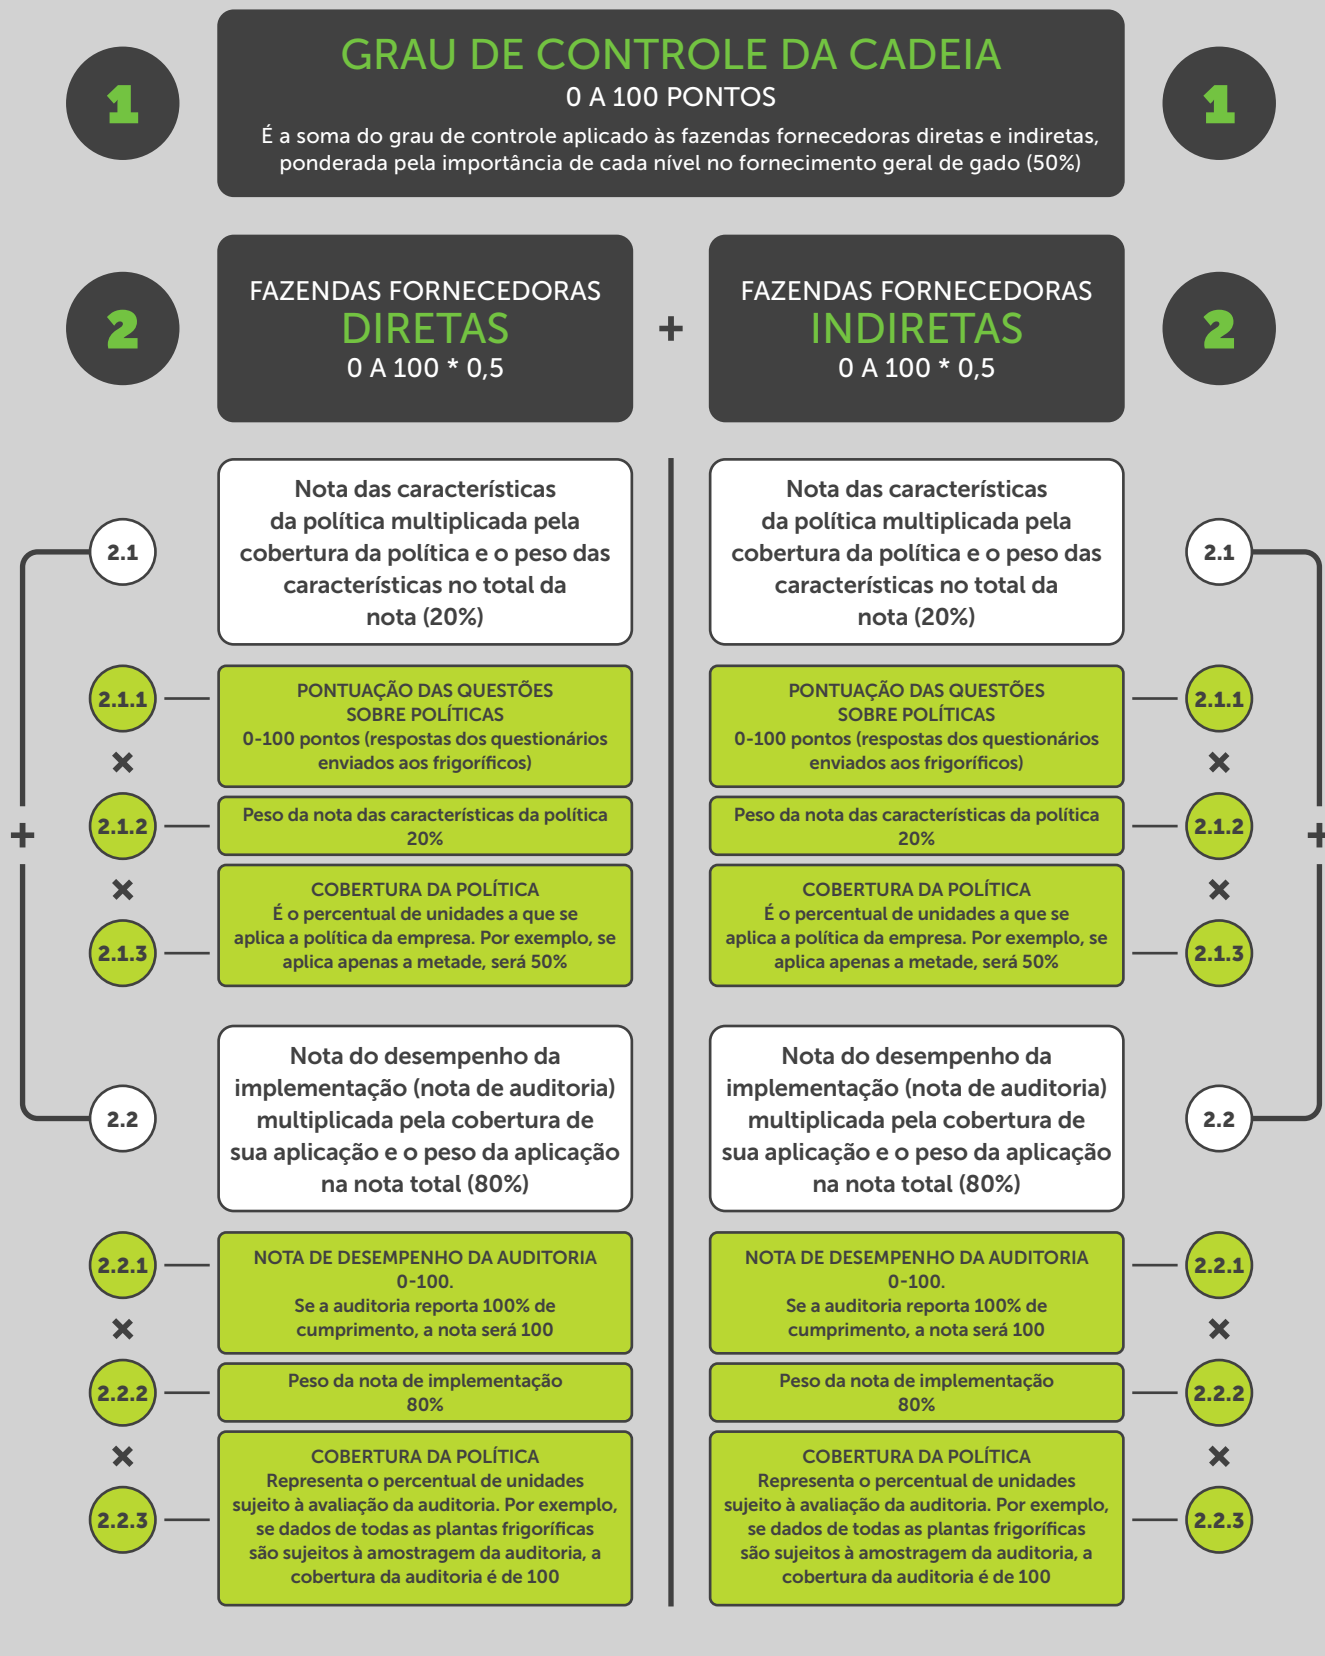 GRAU DE CONTROLE DA CADEIA
0 A 100 PONTOS
É a soma do grau de controle aplicado às fazendas fornecedoras diretas e indiretas,
ponderada pela importância de cada nível no fornecimento geral de gado (50%)
1
1
2
FAZENDAS FORNECEDORAS
DIRETAS
0 A 100 * 0,5
+
FAZENDAS FORNECEDORAS
INDIRETAS
0 A 100 * 0,5
2
2.1
Nota das características
da política multiplicada pela
cobertura da política e o peso das
características no total da
nota (20%)
2.1.1
PONTUAÇÃO DAS QUESTÕES
SOBRE POLÍTICAS
0-100 pontos (respostas dos questionários
enviados aos frigoríficos)
×
2.1.2
Peso da nota das características da política
20%
×
2.1.3
COBERTURA DA POLÍTICA
É o percentual de unidades a que se
aplica a política da empresa. Por exemplo, se
aplica apenas a metade, será 50%
+
2.2
Nota do desempenho da
implementação (nota de auditoria)
multiplicada pela cobertura de
sua aplicação e o peso da aplicação
na nota total (80%)
2.2.1
NOTA DE DESEMPENHO DA AUDITORIA
0-100.
Se a auditoria reporta 100% de
cumprimento, a nota será 100
×
2.2.2
Peso da nota de implementação
80%
×
2.2.3
COBERTURA DA POLÍTICA
Representa o percentual de unidades
sujeito à avaliação da auditoria. Por exemplo,
se dados de todas as plantas frigoríficas
são sujeitos à amostragem da auditoria, a
cobertura da auditoria é de 100
Nota das características
da política multiplicada pela
cobertura da política e o peso das
características no total da
nota (20%)
2.1
PONTUAÇÃO DAS QUESTÕES
SOBRE POLÍTICAS
0-100 pontos (respostas dos questionários
enviados aos frigoríficos)
2.1.1
×
Peso da nota das características da política
20%
2.1.2
×
COBERTURA DA POLÍTICA
É o percentual de unidades a que se
aplica a política da empresa. Por exemplo, se
aplica apenas a metade, será 50%
2.1.3
+
Nota do desempenho da
implementação (nota de auditoria)
multiplicada pela cobertura de
sua aplicação e o peso da aplicação
na nota total (80%)
2.2
NOTA DE DESEMPENHO DA AUDITORIA
0-100.
Se a auditoria reporta 100% de
cumprimento, a nota será 100
2.2.1
×
Peso da nota de implementação
80%
2.2.2
×
COBERTURA DA POLÍTICA
Representa o percentual de unidades
sujeito à avaliação da auditoria. Por exemplo,
se dados de todas as plantas frigoríficas
são sujeitos à amostragem da auditoria, a
cobertura da auditoria é de 100
2.2.3